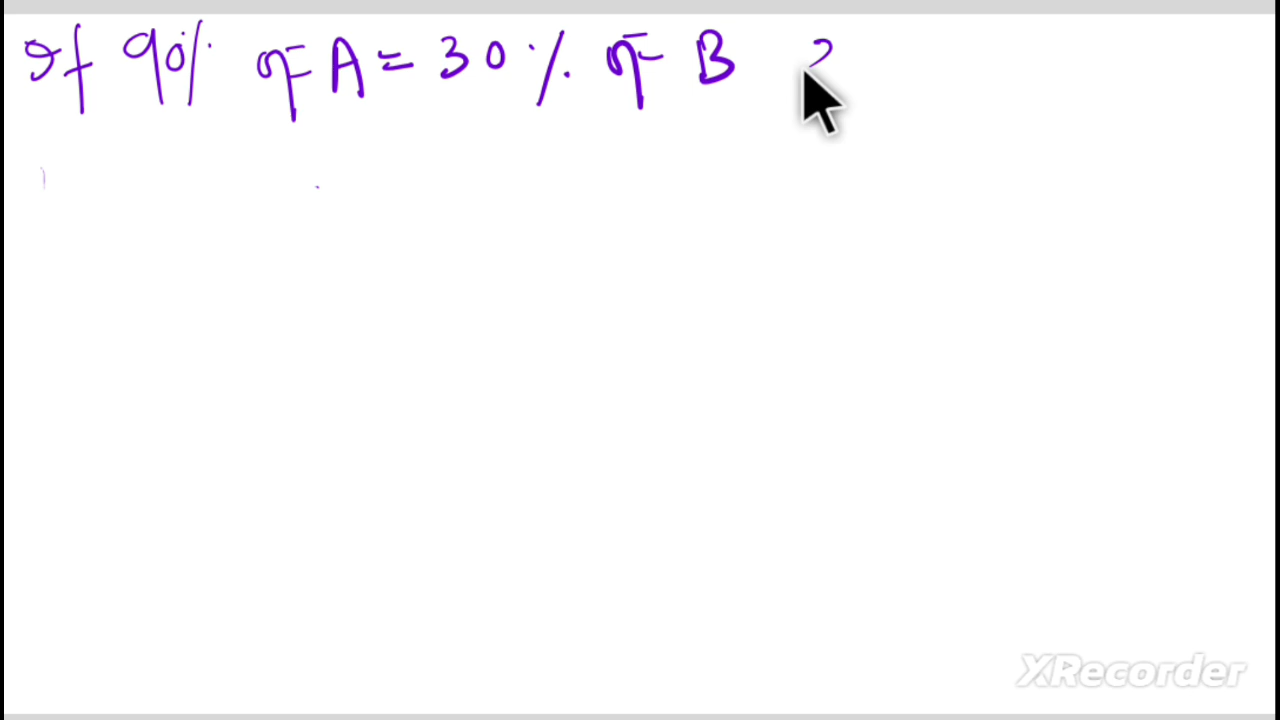 If 90% of A = 30% of B
XRecorder